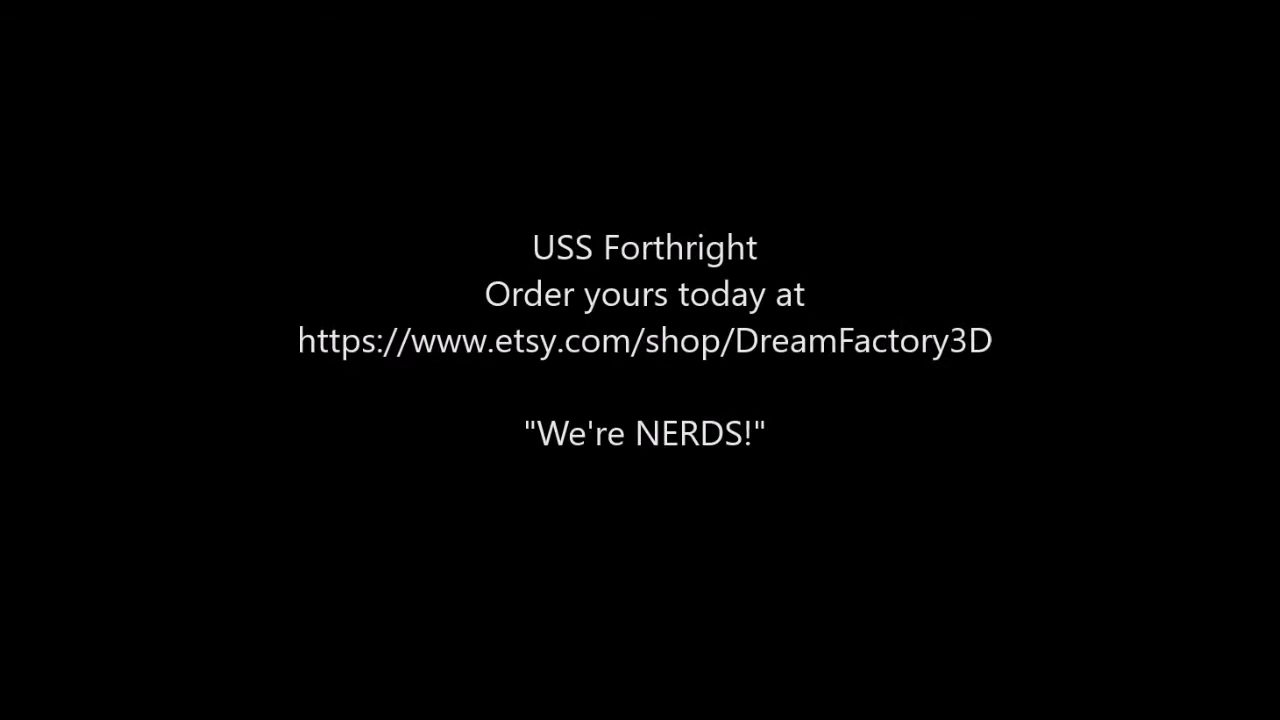 USS Forthright
Order yours today at
https://www.etsy.com/shop/DreamFactory3D
"We're NERDS!"